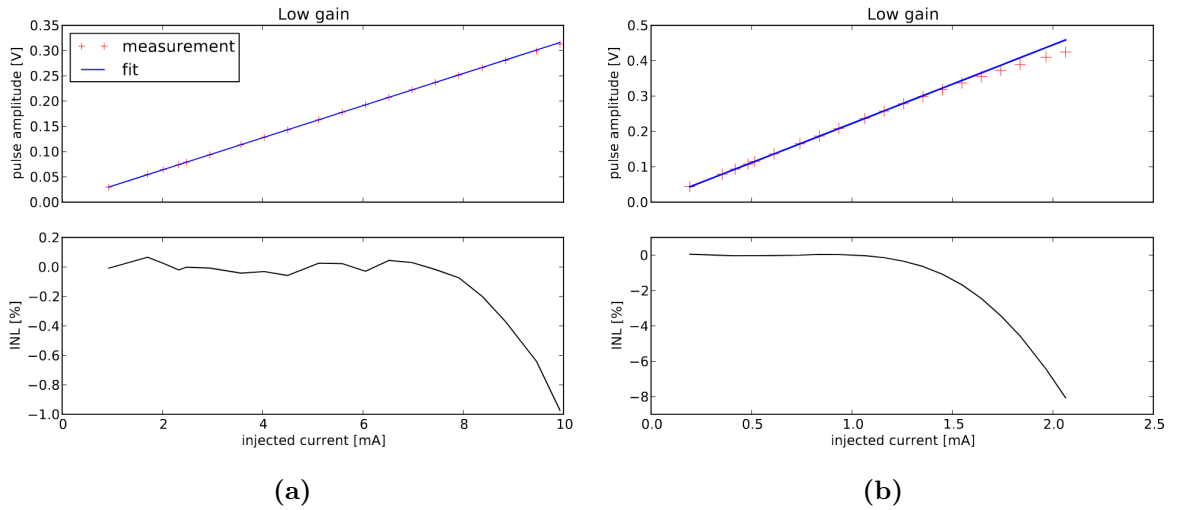 Low gain
0.35
0.30
0.25
0.20
0.15
0.10
0.05
0.00
pulse amplitude [V]
measurement
fit
0.2
0.0
−0.2
−0.4
−0.6
−0.8
−1.0
INL [%]
0 2 4 6 8 10
injected current [mA]
(a)
Low gain
0.5
0.4
0.3
0.2
0.1
0.0
pulse amplitude [V]
0
−2
−4
−6
−8
INL [%]
0.0 0.5 1.0 1.5 2.0 2.5
injected current [mA]
(b)